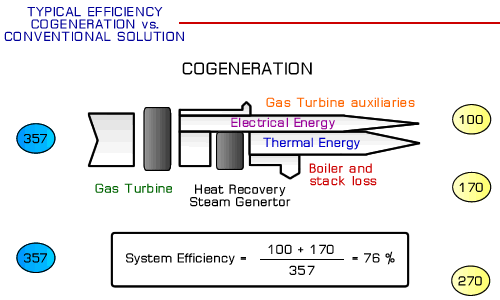 TYPICAL EFFICIENCY
COGENERATION vs.
CONVENTIONAL SOLUTION
COGENERATION
Gas Turbine auxiliaries
Electrical Energy
100
357
Thermal Energy
Boiler and
stack loss
170
Gas Turbine
Heat Recovery
Steam Genertor
357
System Efficiency = 100 + 170 / 357 = 76 %
270